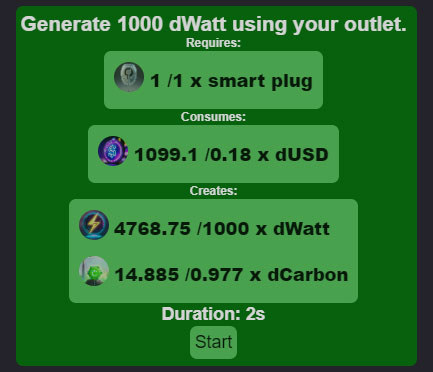 Generate 1000 dWatt using your outlet.
Requires:
1 /1 x smart plug
Consumes:
1099.1 /0.18 x dUSD
Creates:
4768.75 /1000 x dWatt
14.885 /0.977 x dCarbon
Duration: 2s
Start